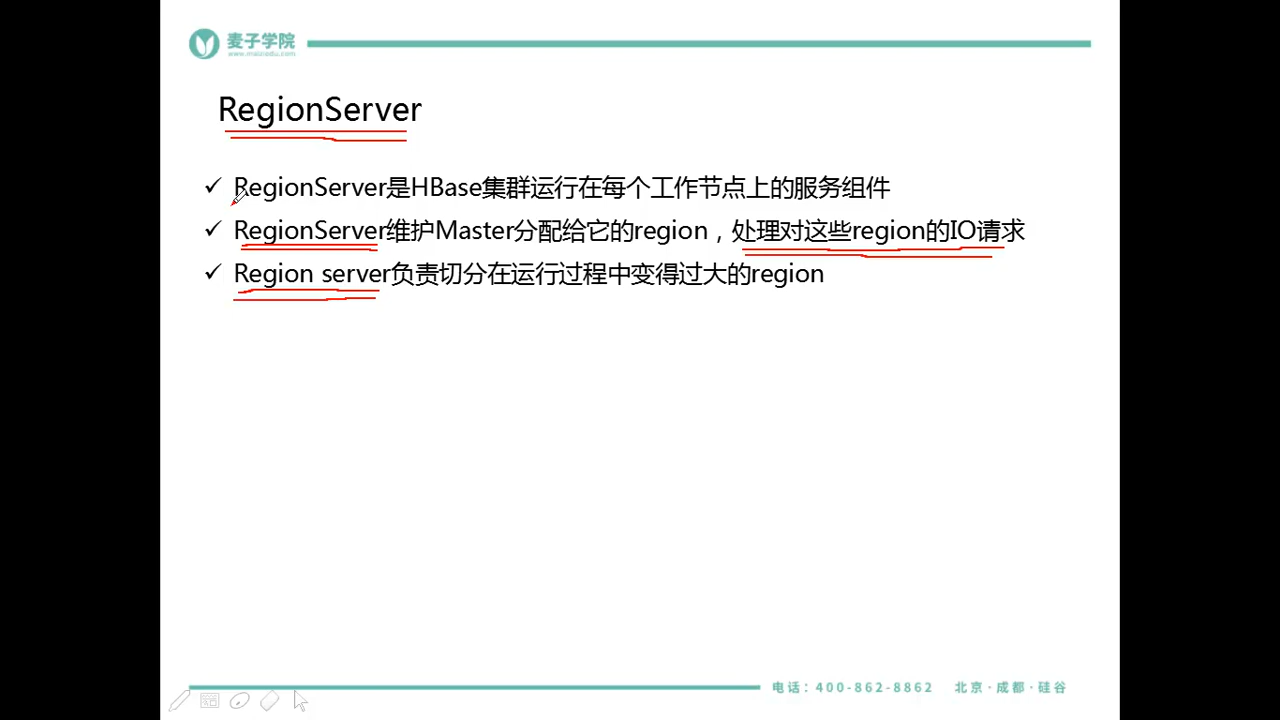 麦子学院
www.maiziedu.com
RegionServer
✓ RegionServer是HBase集群运行在每个工作节点上的服务组件
✓ RegionServer维护Master分配给它的region，处理对这些region的IO请求
✓ Region server负责切分在运行过程中变得过大的region
电话：400-862-8862 北京·成都·硅谷